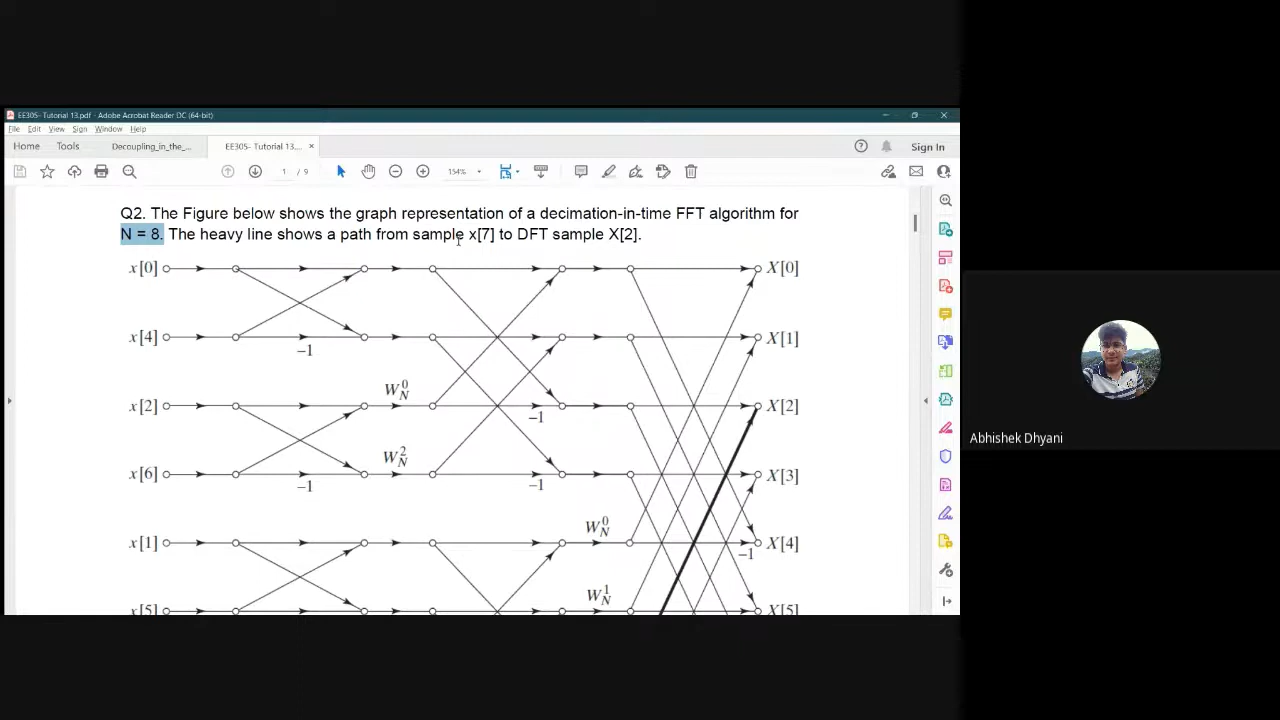 EE305- Tutorial 13.pdf - Adobe Acrobat Reader DC (64-bit)
File Edit View Sign Window Help
Home Tools Decoupling_in_the_... EE305- Tutorial 13.... × Sign In
1 / 9 154%
Q2. The Figure below shows the graph representation of a decimation-in-time FFT algorithm for
N = 8. The heavy line shows a path from sample x[7] to DFT sample X[2].
x[0] X[0]
x[4] −1 X[1]
W_N^0
x[2] −1 X[2]
Abhishek Dhyani
W_N^2
x[6] −1 −1 X[3]
W_N^0
x[1] −1 X[4]
W_N^1
x[5] X[5]